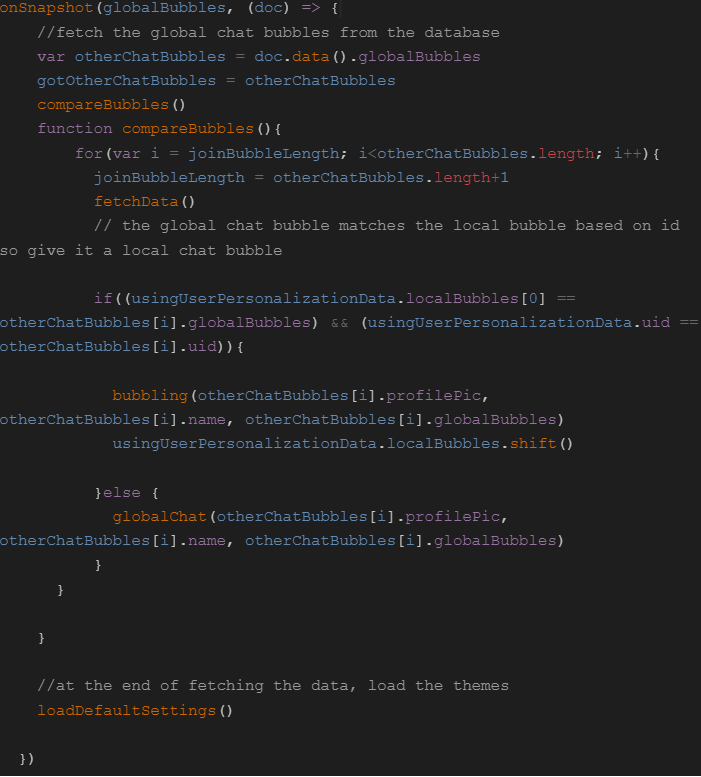 onSnapshot(globalBubbles, (doc) => {
//fetch the global chat bubbles from the database
var otherChatBubbles = doc.data().globalBubbles
gotOtherChatBubbles = otherChatBubbles
compareBubbles()
function compareBubbles(){
for(var i = joinBubbleLength; i<otherChatBubbles.length; i++){
joinBubbleLength = otherChatBubbles.length+1
fetchData()
// the global chat bubble matches the local bubble based on id
so give it a local chat bubble
if((usingUserPersonalizationData.localBubbles[0] ==
otherChatBubbles[i].globalBubbles) && (usingUserPersonalizationData.uid ==
otherChatBubbles[i].uid)){
bubbling(otherChatBubbles[i].profilePic,
otherChatBubbles[i].name, otherChatBubbles[i].globalBubbles)
usingUserPersonalizationData.localBubbles.shift()
}else {
globalChat(otherChatBubbles[i].profilePic,
otherChatBubbles[i].name, otherChatBubbles[i].globalBubbles)
}
}
}
//at the end of fetching the data, load the themes
loadDefaultSettings()
})